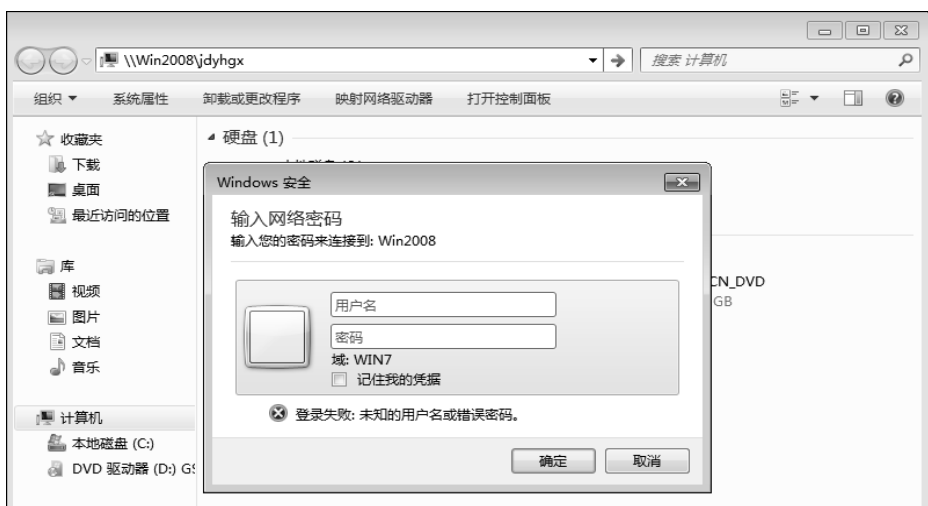 \\Win2008\jdyhgx
搜索 计算机
组织 系统属性 卸载或更改程序 映射网络驱动器 打开控制面板
收藏夹
下载
桌面
最近访问的位置
库
视频
图片
文档
音乐
计算机
本地磁盘 (C:)
DVD 驱动器 (D:) GS
硬盘 (1)
CN_DVD
GB
Windows 安全
输入网络密码
输入您的密码来连接到: Win2008
用户名
密码
域: WIN7
记住我的凭据
登录失败: 未知的用户名或错误密码。
确定 取消